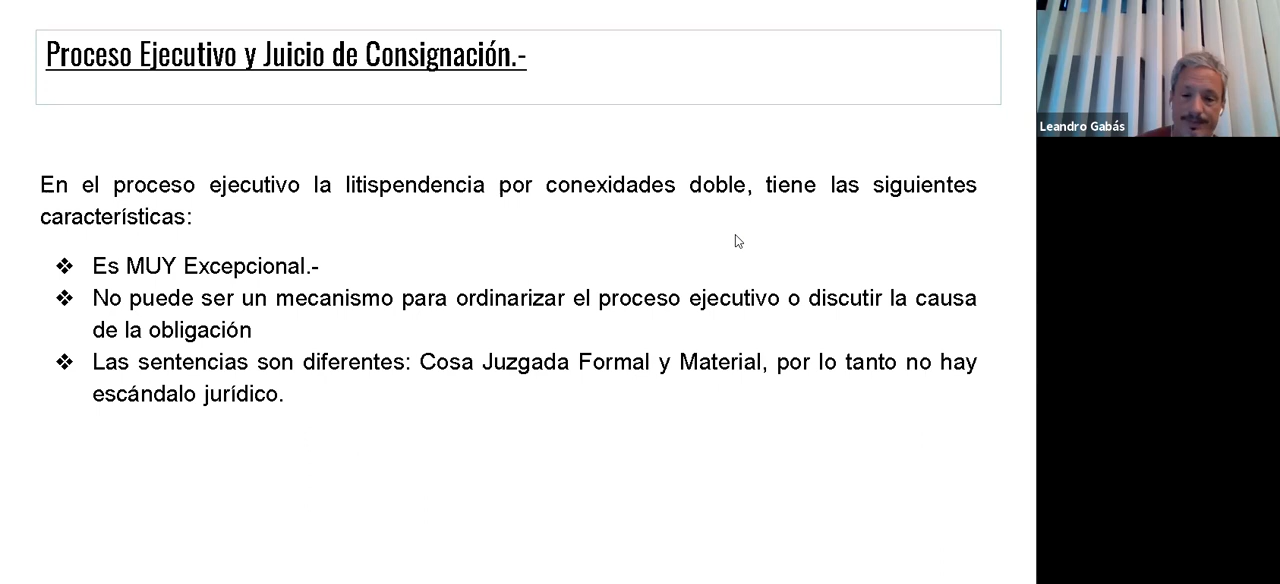 Proceso Ejecutivo y Juicio de Consignación.-
Leandro Gabás
En el proceso ejecutivo la litispendencia por conexidades doble, tiene las siguientes
características:
❖ Es MUY Excepcional.-
❖ No puede ser un mecanismo para ordinarizar el proceso ejecutivo o discutir la causa
de la obligación
❖ Las sentencias son diferentes: Cosa Juzgada Formal y Material, por lo tanto no hay
escándalo jurídico.